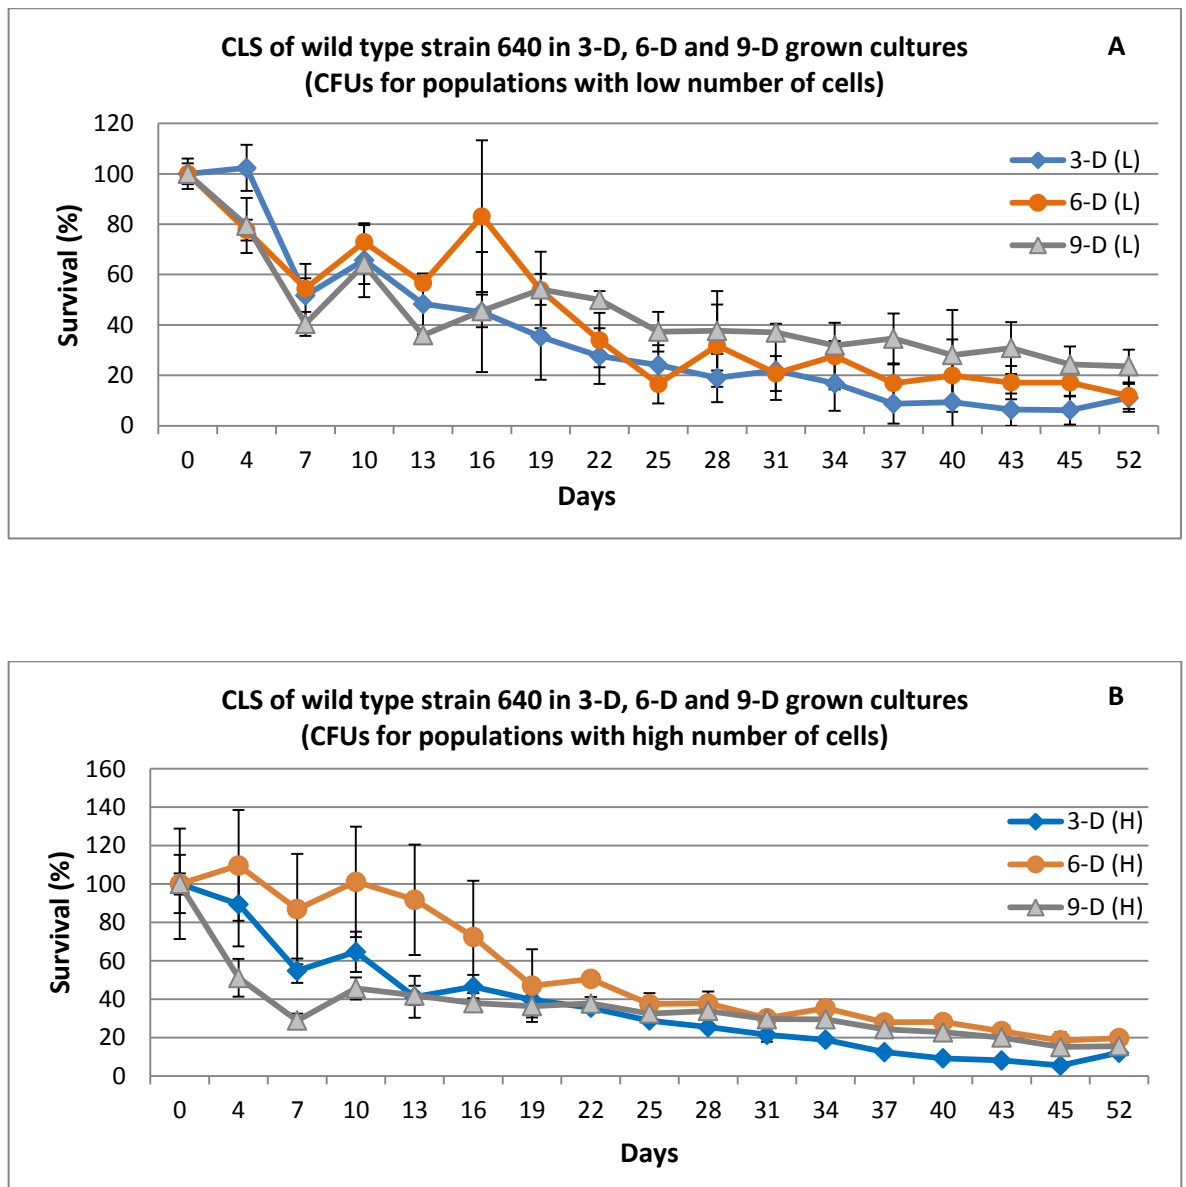 CLS of wild type strain 640 in 3-D, 6-D and 9-D grown cultures
(CFUs for populations with low number of cells)
A
Survival (%)
120
100
80
60
40
20
0
3-D (L)
6-D (L)
9-D (L)
0 4 7 10 13 16 19 22 25 28 31 34 37 40 43 45 52
Days
CLS of wild type strain 640 in 3-D, 6-D and 9-D grown cultures
(CFUs for populations with high number of cells)
B
Survival (%)
160
140
120
100
80
60
40
20
0
3-D (H)
6-D (H)
9-D (H)
0 4 7 10 13 16 19 22 25 28 31 34 37 40 43 45 52
Days